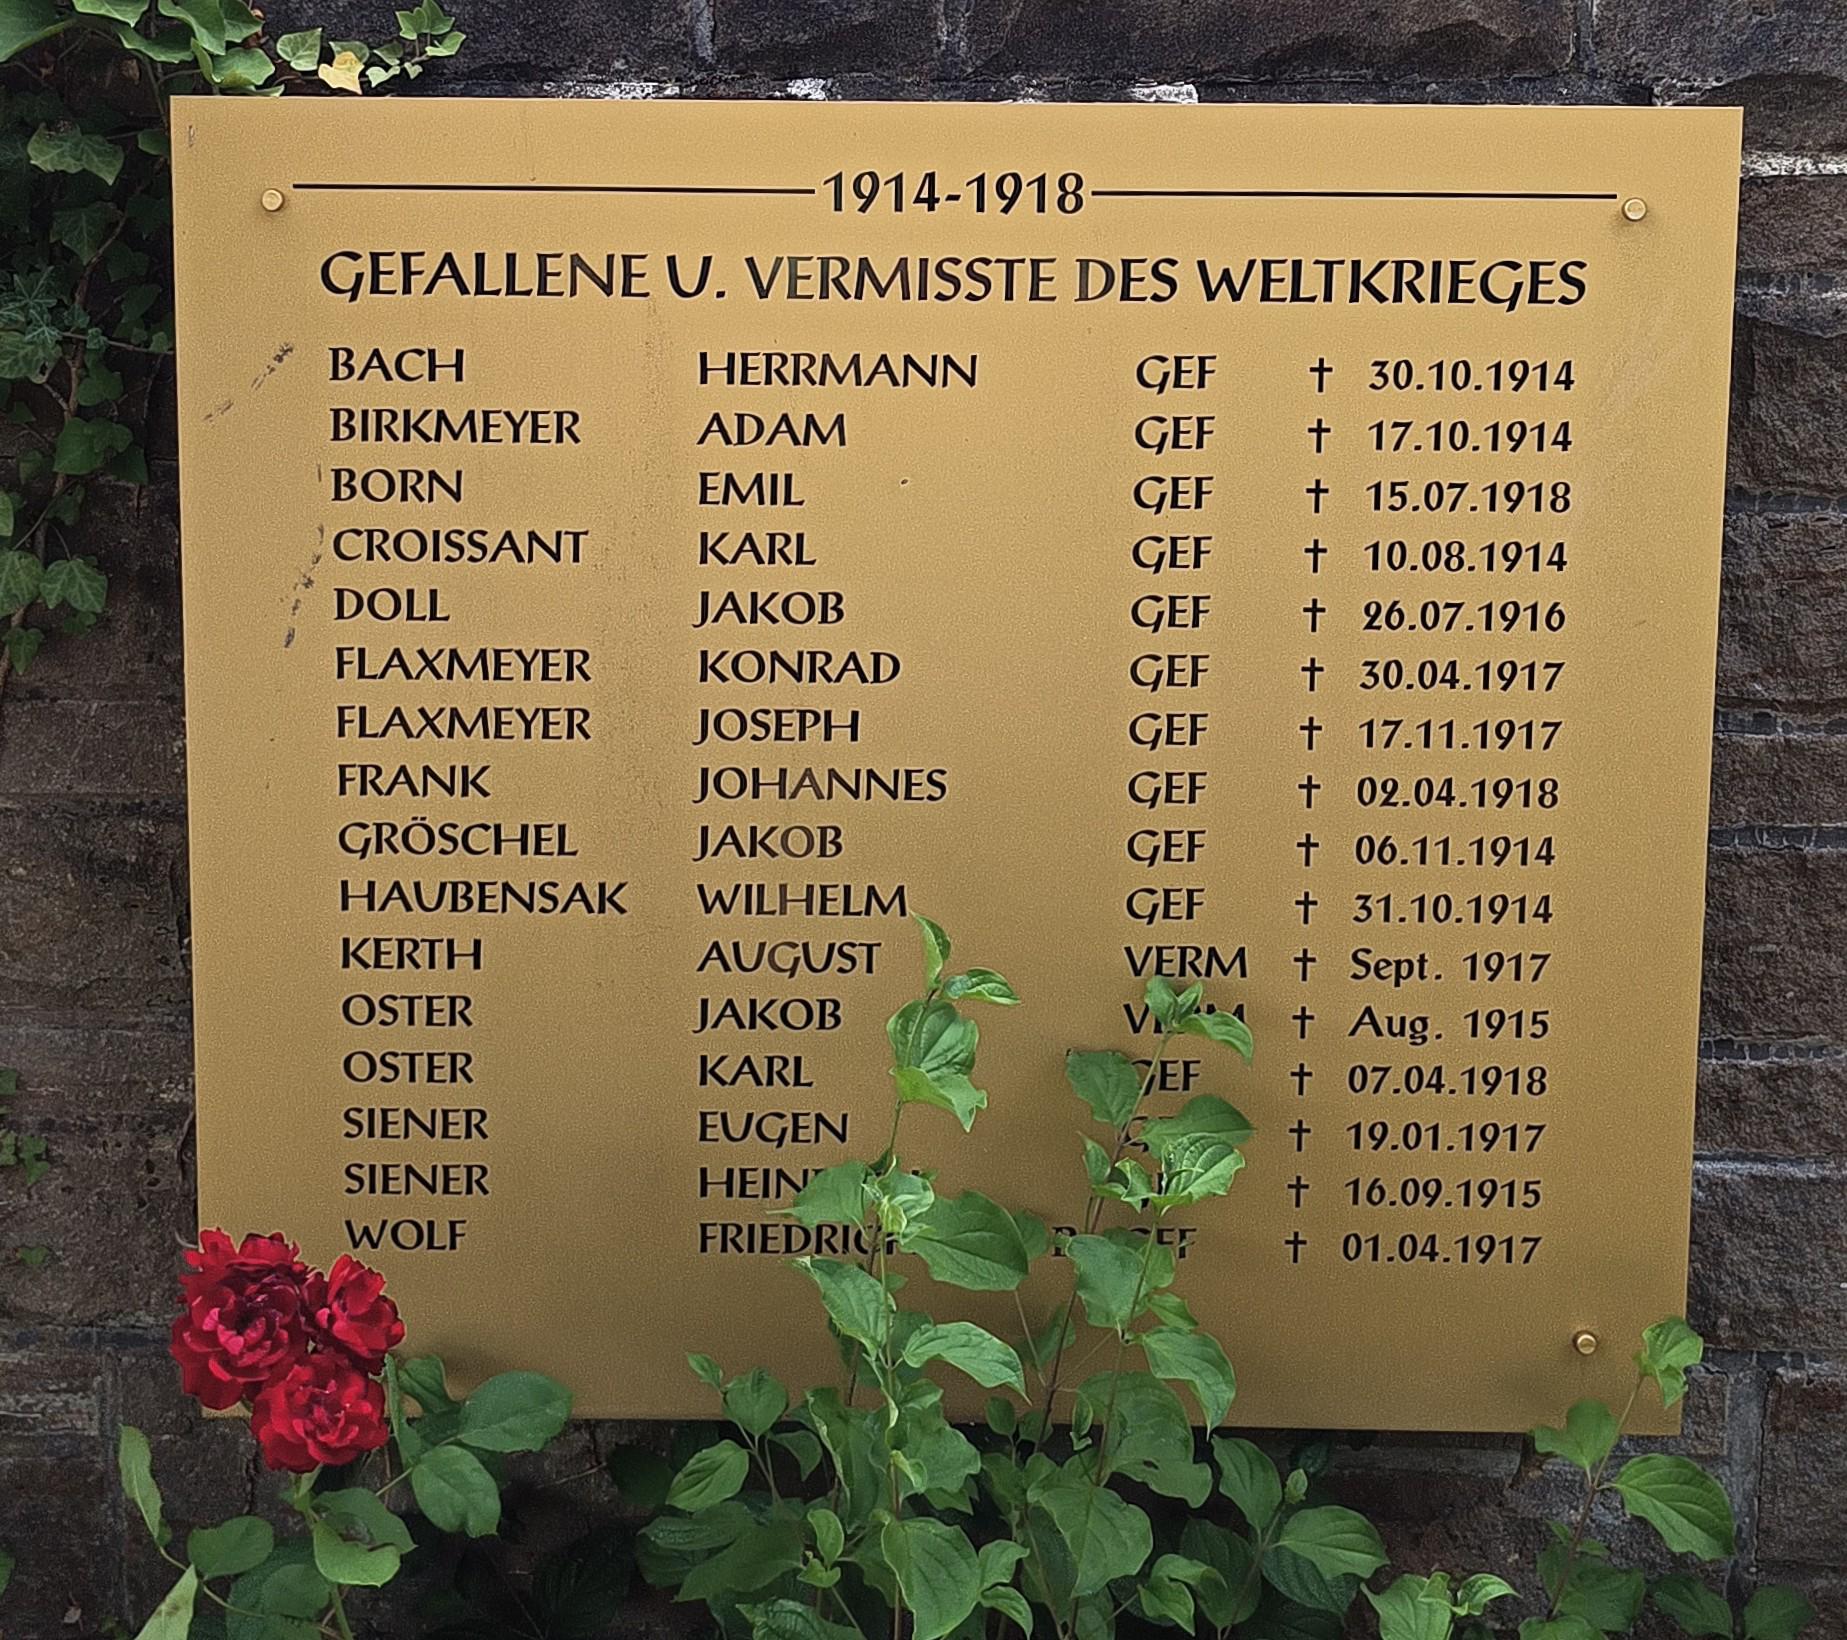 1914-1918
GEFALLENE U. VERMISSTE DES WELTKRIEGES
BACH HERRMANN GEF † 30.10.1914
BIRKMEYER ADAM GEF † 17.10.1914
BORN EMIL GEF † 15.07.1918
CROISSANT KARL GEF † 10.08.1914
DOLL JAKOB GEF † 26.07.1916
FLAXMEYER KONRAD GEF † 30.04.1917
FLAXMEYER JOSEPH GEF † 17.11.1917
FRANK JOHANNES GEF † 02.04.1918
GRÖSCHEL JAKOB GEF † 06.11.1914
HAUBENSAK WILHELM GEF † 31.10.1914
KERTH AUGUST VERM † Sept. 1917
OSTER JAKOB VERM † Aug. 1915
OSTER KARL GEF † 07.04.1918
SIENER EUGEN † 19.01.1917
SIENER † 16.09.1915
WOLF FRIEDRICH GEF † 01.04.1917